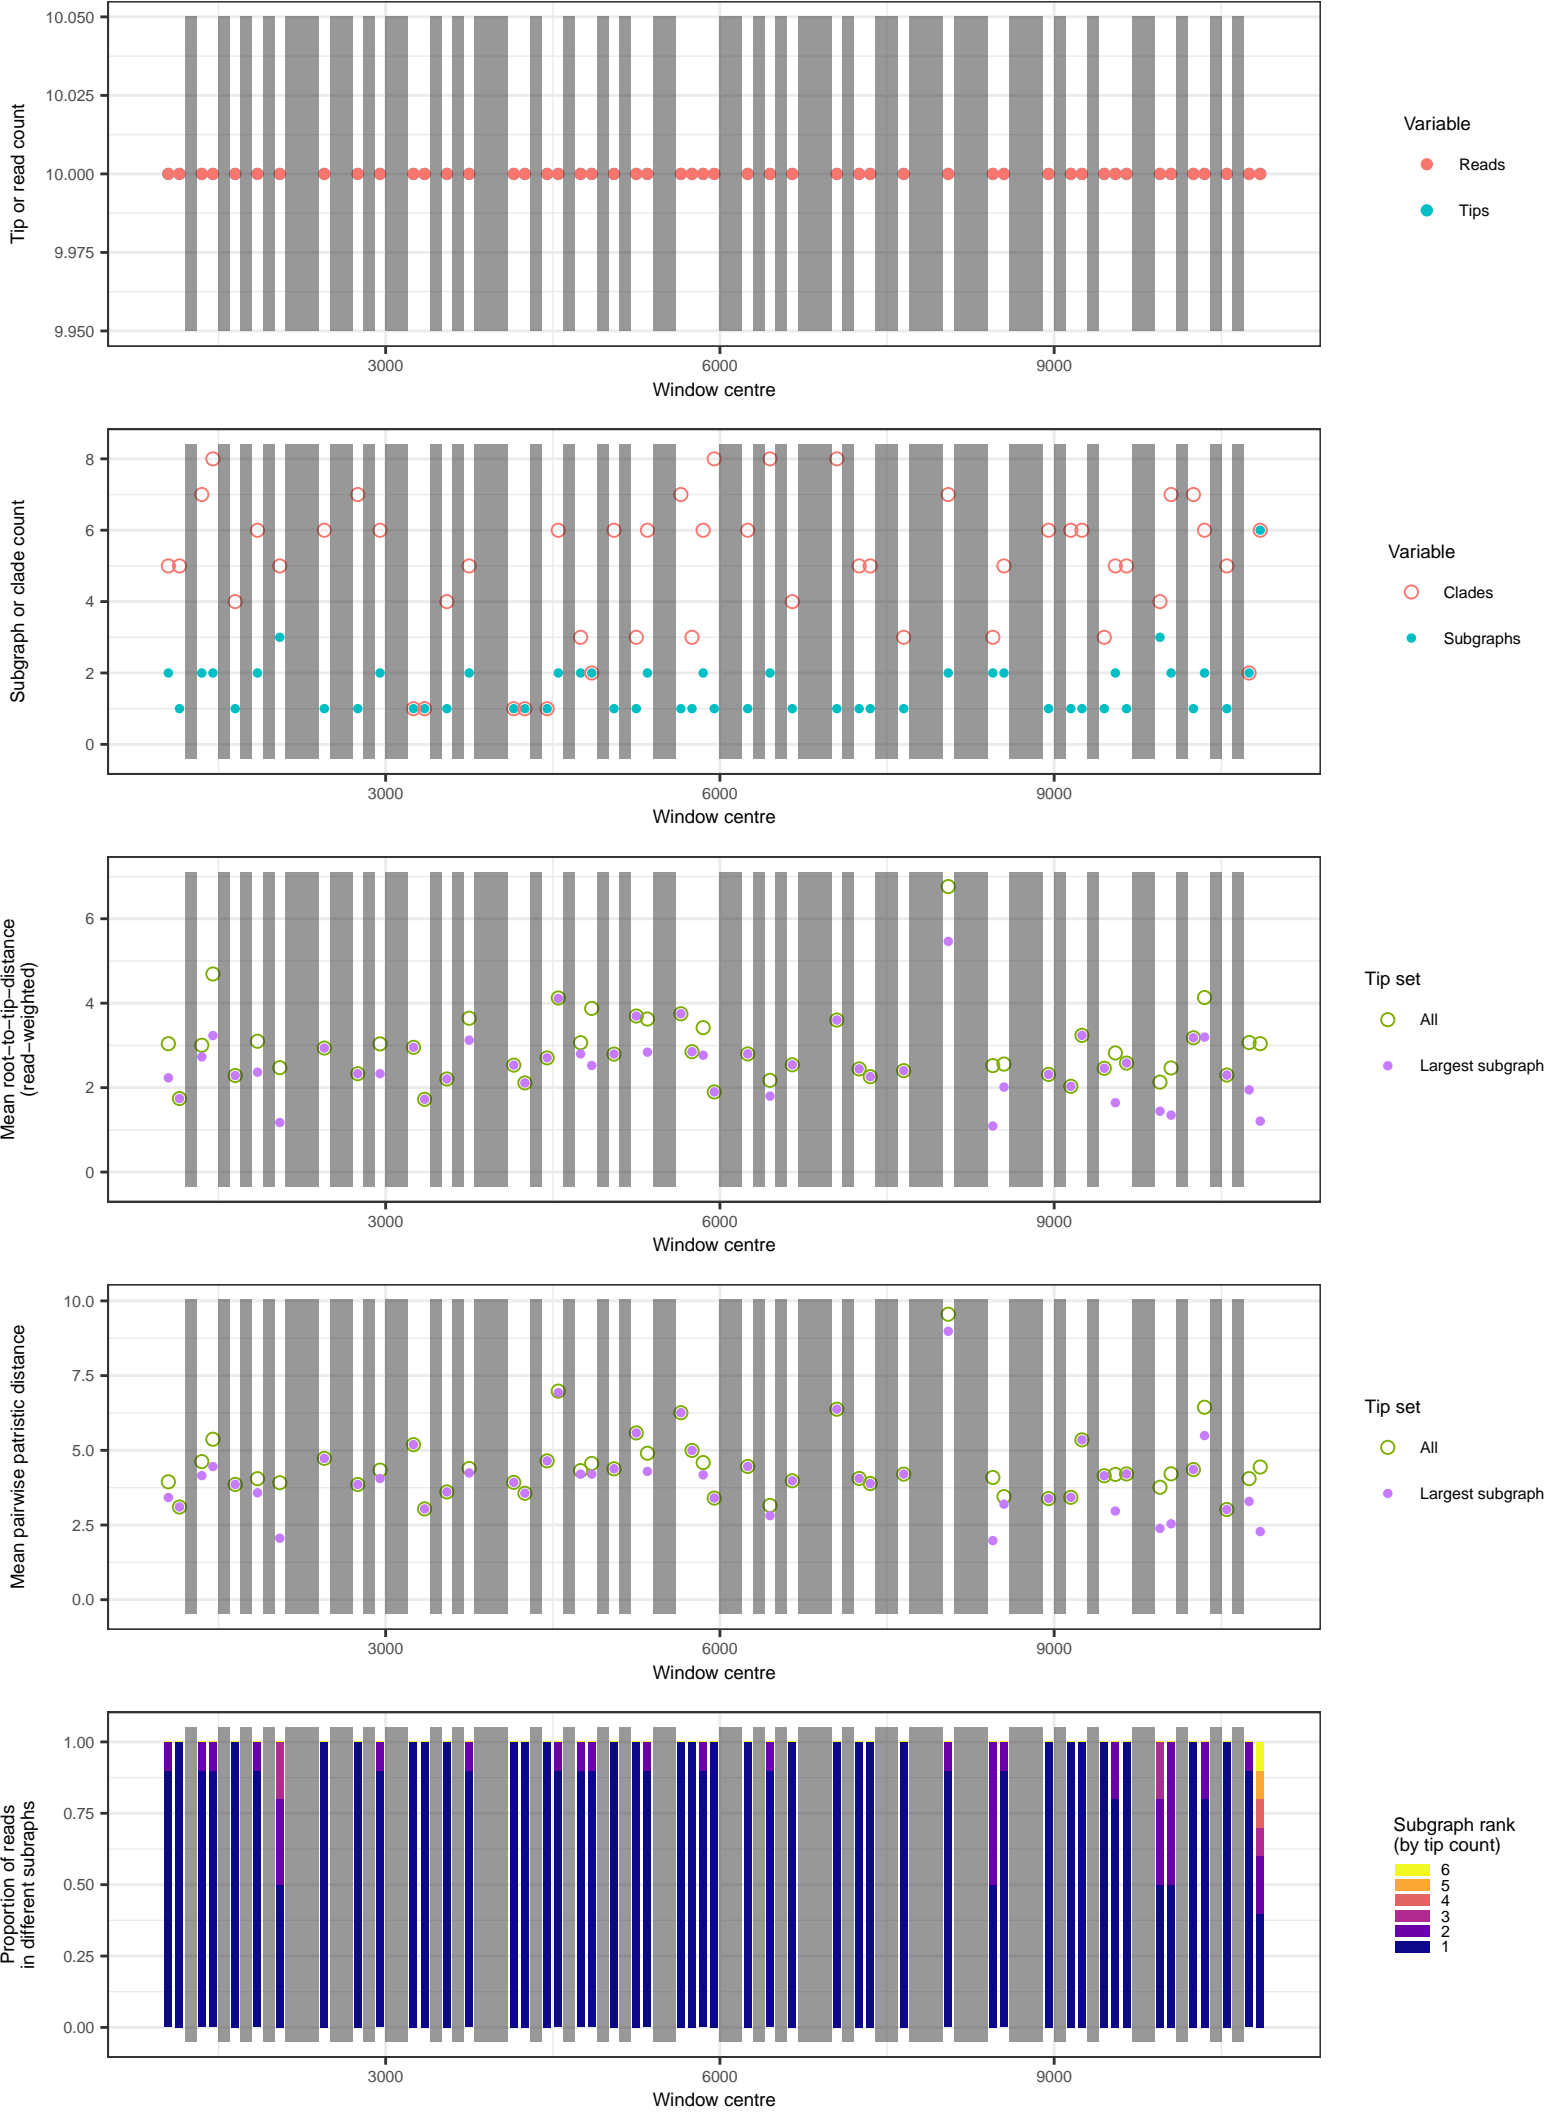 Tip or read count
10.050
10.025
10.000
9.975
9.950
3000 6000 9000
Window centre
Variable
Reads
Tips
Subgraph or clade count
8
6
4
2
0
3000 6000 9000
Window centre
Variable
Clades
Subgraphs
Mean root−to−tip−distance
(read−weighted)
6
4
2
0
3000 6000 9000
Window centre
Tip set
All
Largest subgraph
Mean pairwise patristic distance
10.0
7.5
5.0
2.5
0.0
3000 6000 9000
Window centre
Tip set
All
Largest subgraph
Proportion of reads
in different subraphs
1.00
0.75
0.50
0.25
0.00
3000 6000 9000
Window centre
Subgraph rank
(by tip count)
6
5
4
3
2
1